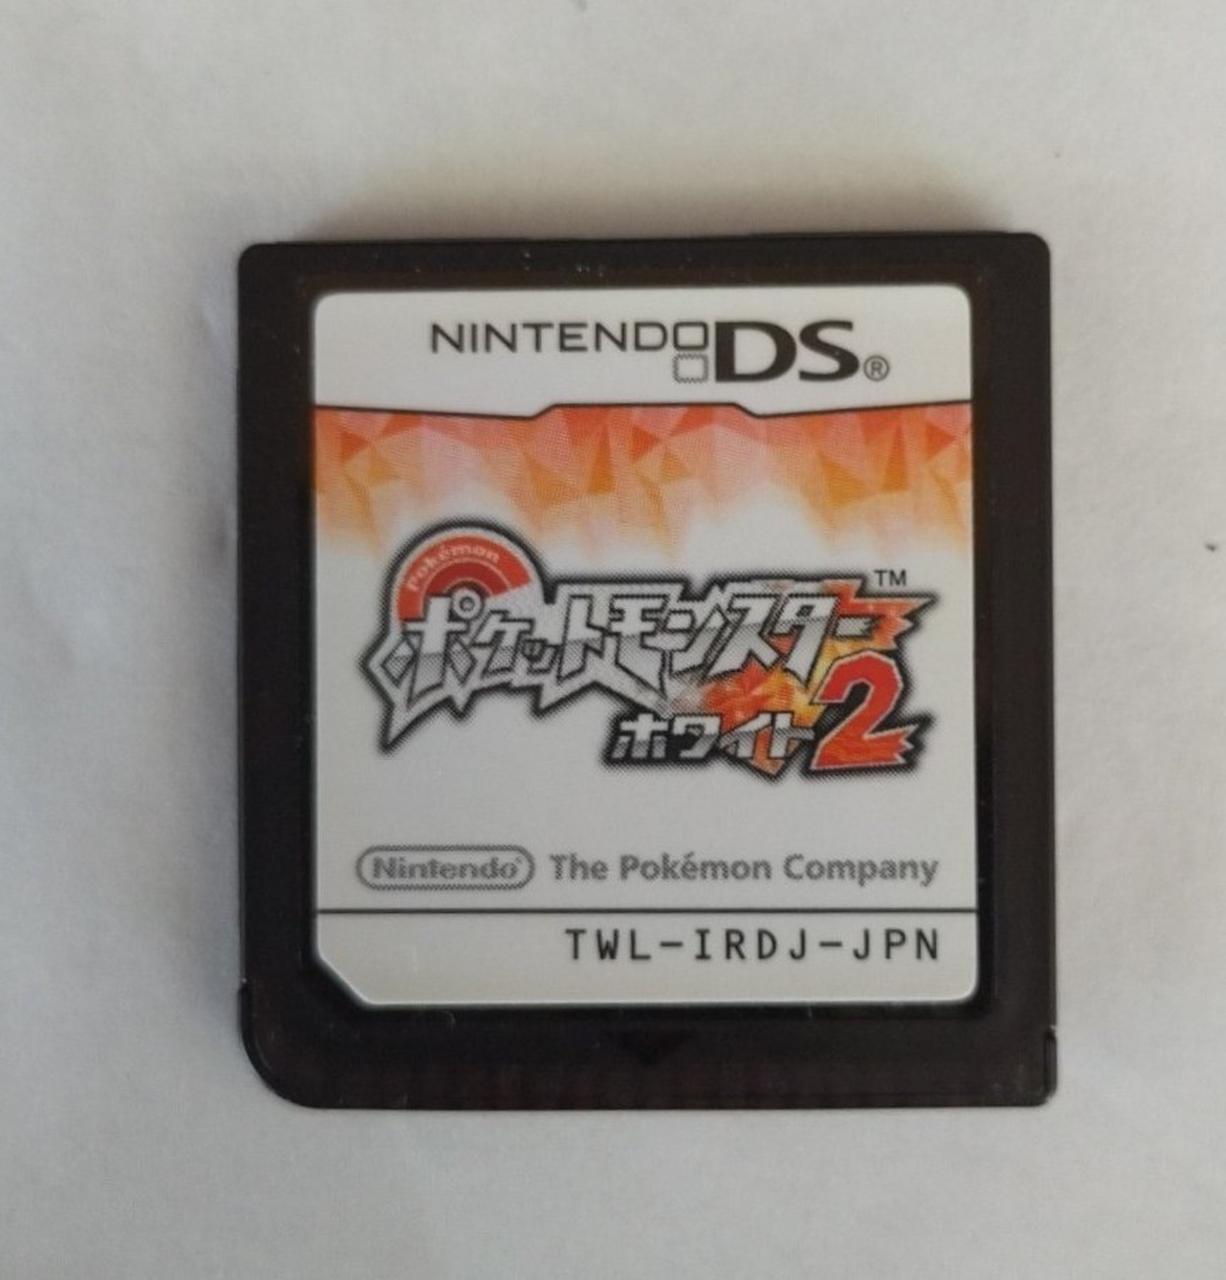 NINTENDO DS®
Pokémon
ポケットモンスター™
ホワイト2
Nintendo® The Pokémon Company
TWL-IRDJ-JPN